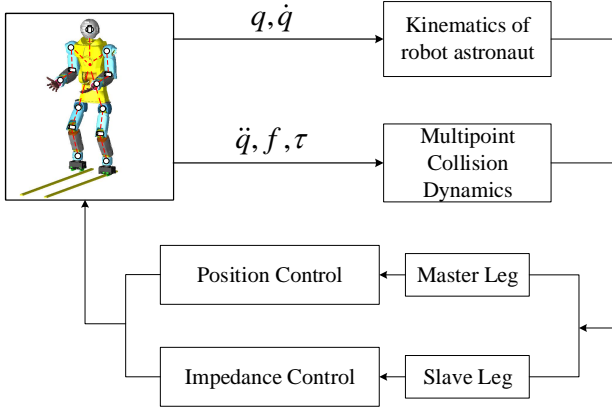 q, q̇
Kinematics of
robot astronaut
q̈, f, τ
Multipoint
Collision
Dynamics
Position Control
Master Leg
Impedance Control
Slave Leg